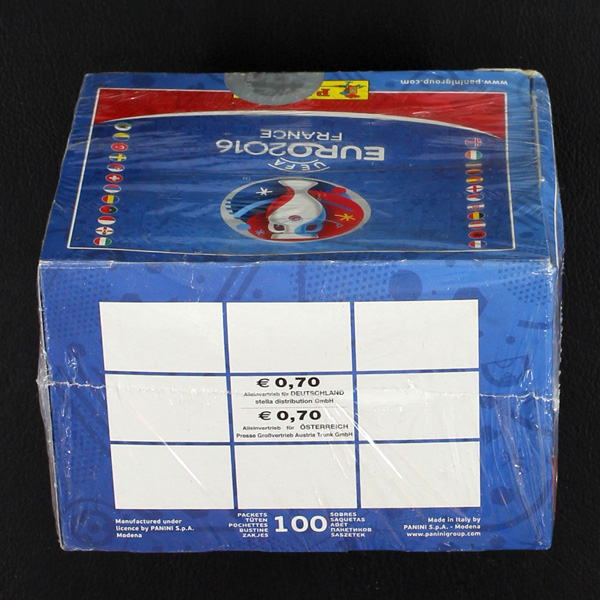 www.paninigroup.com
UEFA
EURO2016
FRANCE
€ 0,70
Alleinvertrieb für DEUTSCHLAND
stella distribution GmbH
€ 0,70
Alleinvertrieb für ÖSTERREICH
Presse Großvertrieb Austria Trunk GmbH
Manufactured under
licence by PANINI S.p.A.
Modena
PACKETS
TÜTEN
POCHETTES
BUSTINE
ZAKJES
100
SOBRES
SAQUETAS
ABET
ПАКЕТИКОВ
SASZETEK
Made in Italy by
PANINI S.p.A. - Modena
www.paninigroup.com